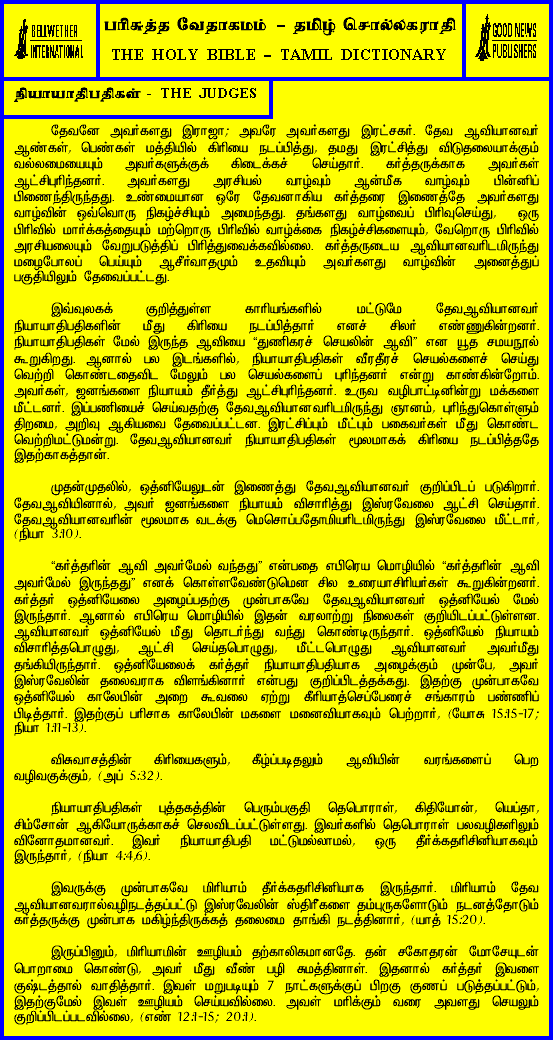 BELLWETHER
INTERNATIONAL
பரிசுத்த வேதாகமம் – தமிழ் சொல்லகராதி
THE HOLY BIBLE – TAMIL DICTIONARY
GOOD NEWS
PUBLISHERS
நியாயாதிபதிகள் - THE JUDGES
தேவனே அவர்களது இராஜா; அவரே அவர்களது இரட்சகர். தேவ ஆவியானவர்
ஆண்கள், பெண்கள் மத்தியில் கிரியை நடப்பித்து, தமது இரட்சித்து விடுதலையாக்கும்
வல்லமையையும் அவர்களுக்குக் கிடைக்கச் செய்தார். கர்த்தருக்காக அவர்கள்
ஆட்சிபுரிந்தனர். அவர்களது அரசியல் வாழ்வும் ஆன்மீக வாழ்வும் பின்னிப்
பிணைந்திருந்தது. உண்மையான ஒரே தேவனாகிய கர்த்தரை இணைத்தே அவர்களது
வாழ்வின் ஒவ்வொரு நிகழ்ச்சியும் அமைந்தது. தங்களது வாழ்வைப் பிரிவுசெய்து, ஒரு
பிரிவில் மார்க்கத்தையும் மற்றொரு பிரிவில் வாழ்க்கை நிகழ்ச்சிகளையும், வேறொரு பிரிவில்
அரசியலையும் வேறுபடுத்திப் பிரித்துவைக்கவில்லை. கர்த்தருடைய ஆவியானவரிடமிருந்து
மழைபோலப் பெய்யும் ஆசீர்வாதமும் உதவியும் அவர்களது வாழ்வின் அனைத்துப்
பகுதியிலும் தேவைப்பட்டது.
இவ்வுலகக் குறித்துள்ள காரியங்களில் மட்டுமே தேவஆவியானவர்
நியாயாதிபதிகளின் மீது கிரியை நடப்பித்தார் எனச் சிலர் எண்ணுகின்றனர்.
நியாயாதிபதிகள் மேல் இருந்த ஆவியை “துணிகரச் செயலின் ஆவி” என யூத சமயநூல்
கூறுகிறது. ஆனால் பல இடங்களில், நியாயாதிபதிகள் வீரதீரச் செயல்களைச் செய்து
வெற்றி கொண்டதைவிட மேலும் பல செயல்களைப் புரிந்தனர் என்று காண்கின்றோம்.
அவர்கள், ஜனங்களை நியாயம் தீர்த்து ஆட்சிபுரிந்தனர். உருவ வழிபாட்டினின்று மக்களை
மீட்டனர். இப்பணியைச் செய்வதற்கு தேவஆவியானவரிடமிருந்து ஞானம், புரிந்துகொள்ளும்
திறமை, அறிவு ஆகியவை தேவைப்பட்டன. இரட்சிப்பும் மீட்பும் பகைவர்கள் மீது கொண்ட
வெற்றிமட்டுமன்று. தேவஆவியானவர் நியாயாதிபதிகள் மூலமாகக் கிரியை நடப்பித்ததே
இதற்காகத்தான்.
முதன்முதலில், ஒத்னியேலுடன் இணைத்து தேவஆவியானவர் குறிப்பிடப் படுகிறார்.
தேவஆவியினால், அவர் ஜனங்களை நியாயம் விசாரித்து இஸ்ரவேலை ஆட்சி செய்தார்.
தேவஆவியானவரின் மூலமாக வடக்கு மெசொப்பதோமியரிடமிருந்து இஸ்ரவேலை மீட்டார்,
(நியா 3:10).
“கர்த்தரின் ஆவி அவர்மேல் வந்தது” என்பதை எபிரெய மொழியில் “கர்த்தரின் ஆவி
அவர்மேல் இருந்தது” எனக் கொள்ளவேண்டுமென சில உரையாசிரியர்கள் கூறுகின்றனர்.
கர்த்தர் ஒத்னியேலை அழைப்பதற்கு முன்பாகவே தேவஆவியானவர் ஒத்னியேல் மேல்
இருந்தார். ஆனால் எபிரெய மொழியில் இதன் வரலாற்று நிலைகள் குறியிடப்பட்டுள்ளன.
ஆவியானவர் ஒத்னியேல் மீது தொடர்ந்து வந்து கொண்டிருந்தார். ஒத்னியேல் நியாயம்
விசாரித்தபொழுது, ஆட்சி செய்தபொழுது, மீட்டபொழுது ஆவியானவர் அவர்மீது
தங்கியிருந்தார். ஒத்னியேலைக் கர்த்தர் நியாயாதிபதியாக அழைக்கும் முன்பே, அவர்
இஸ்ரவேலின் தலைவராக விளங்கினார் என்பது குறிப்பிடத்தக்கது. இதற்கு முன்பாகவே
ஒத்னியேல் காலேபின் அறை கூவலை ஏற்று கீரியாத்செப்பேரைச் சங்காரம் பண்ணிப்
பிடித்தார். இதற்குப் பரிசாக காலேபின் மகளை மனைவியாகவும் பெற்றார், (யோசு 15:15-17;
நியா 1:11-13).
விசுவாசத்தின் கிரியைகளும், கீழ்ப்படிதலும் ஆவியின் வரங்களைப் பெற
வழிவகுக்கும், (அப் 5:32).
நியாயாதிபதிகள் புத்தகத்தின் பெரும்பகுதி தெபொராள், கிதியோன், யெப்தா,
சிம்சோன் ஆகியோருக்காகச் செலவிடப்பட்டுள்ளது. இவர்களில் தெபொராள் பலவழிகளிலும்
வினோதமானவர். இவர் நியாயாதிபதி மட்டுமல்லாமல், ஒரு தீர்க்கதரிசினியாகவும்
இருந்தார், (நியா 4:4,6).
இவருக்கு முன்பாகவே மிரியாம் தீர்க்கதரிசினியாக இருந்தார். மிரியாம் தேவ
ஆவியானவரால்வழிநடத்தப்பட்டு இஸ்ரவேலின் ஸ்திரீகளை தம்புருகளோடும் நடனத்தோடும்
கர்த்தருக்கு முன்பாக மகிழ்ந்திருக்கத் தலைமை தாங்கி நடத்தினார், (யாத் 15:20).
இருப்பினும், மிரியாமின் ஊழியம் தற்காலிகமானதே. தன் சகோதரன் மோசேயுடன்
பொறாமை கொண்டு, அவர் மீது வீண் பழி சுமத்தினாள். இதனால் கர்த்தர் இவளை
குஷ்டத்தால் வாதித்தார். இவள் மறுபடியும் 7 நாட்களுக்குப் பிறகு குணப் படுத்தப்பட்டும்,
இதற்குமேல் இவள் ஊழியம் செய்யவில்லை. அவள் மரிக்கும் வரை அவளது செயலும்
குறிப்பிடப்படவில்லை, (எண் 12:1-15; 20:1).